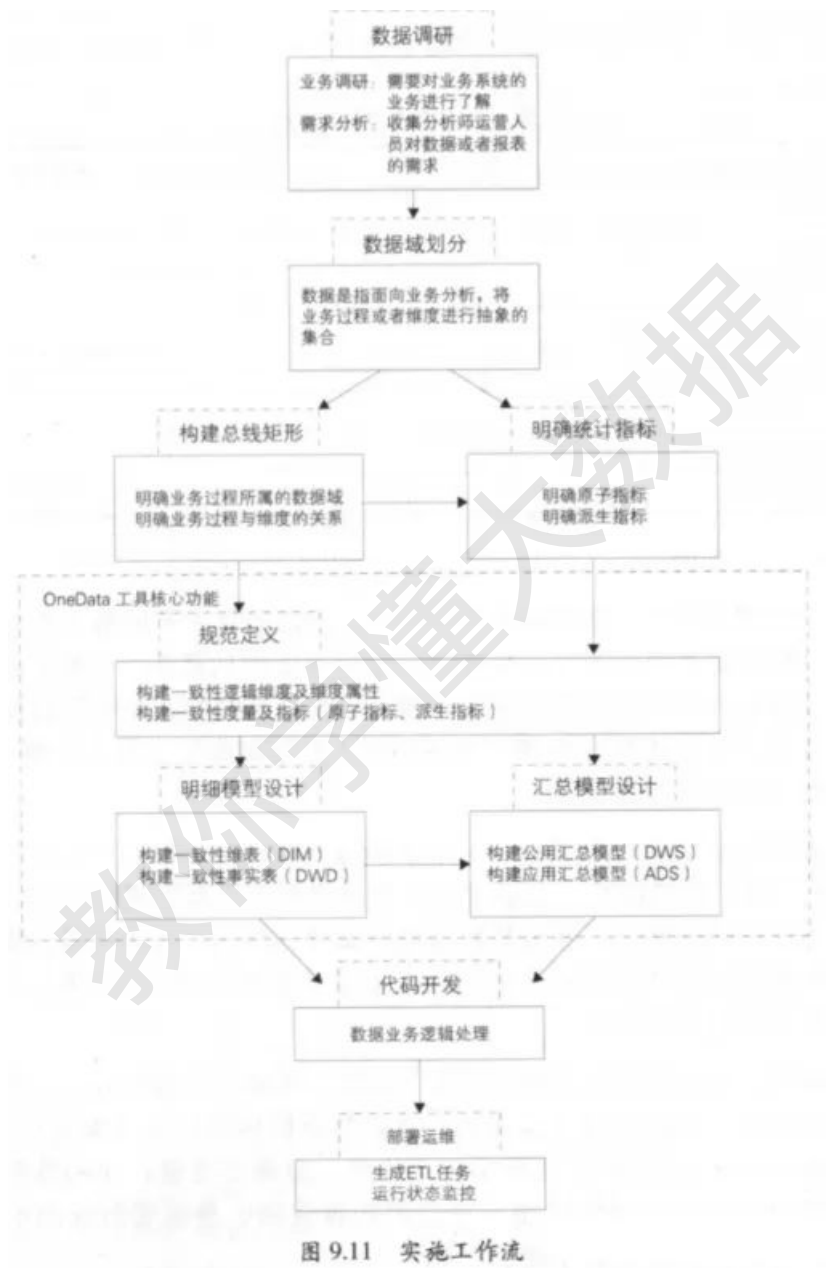 数据调研
业务调研：需要对业务系统的
业务进行了解
需求分析：收集分析师运营人
员对数据或者报表
的需求
数据域划分
数据是指面向业务分析，将
业务过程或者维度进行抽象的
集合
构建总线矩形
明确业务过程所属的数据域
明确业务过程与维度的关系
明确统计指标
明确原子指标
明确派生指标
OneData 工具核心功能
规范定义
构建一致性逻辑维度及维度属性
构建一致性度量及指标（原子指标、派生指标）
明细模型设计
构建一致性维表（DIM）
构建一致性事实表（DWD）
汇总模型设计
构建公用汇总模型（DWS）
构建应用汇总模型（ADS）
代码开发
数据业务逻辑处理
部署运维
生成ETL任务
运行状态监控
图 9.11 实施工作流
教你学懂大数据